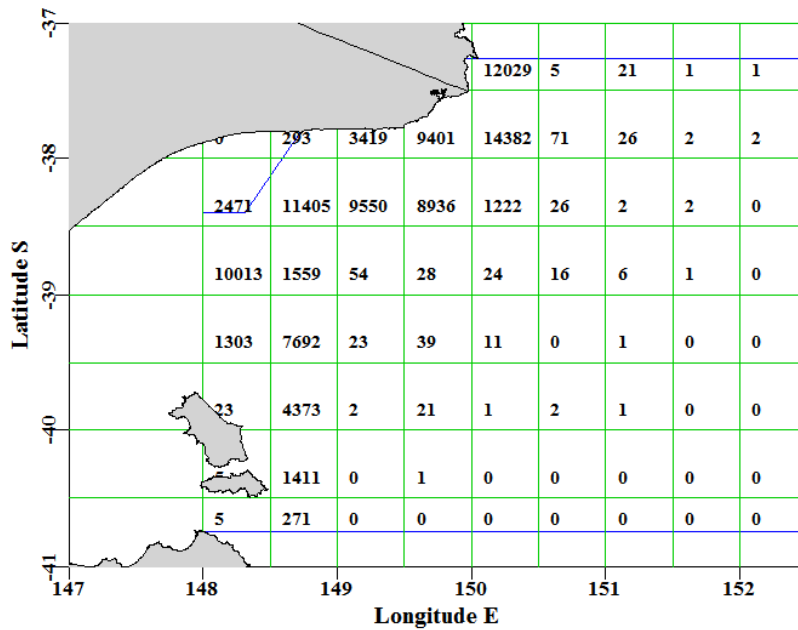 -37
12029 5 21 1 1
0 293 3419 9401 14382 71 26 2 2
-38
2471 11405 9550 8936 1222 26 2 2 0
10013 1559 54 28 24 16 6 1 0
-39
1303 7692 23 39 11 0 1 0 0
23 4373 2 21 1 2 1 0 0
-40
1411 0 1 0 0 0 0 0
5 271 0 0 0 0 0 0 0
-41
147 148 149 150 151 152
Longitude E
Latitude S